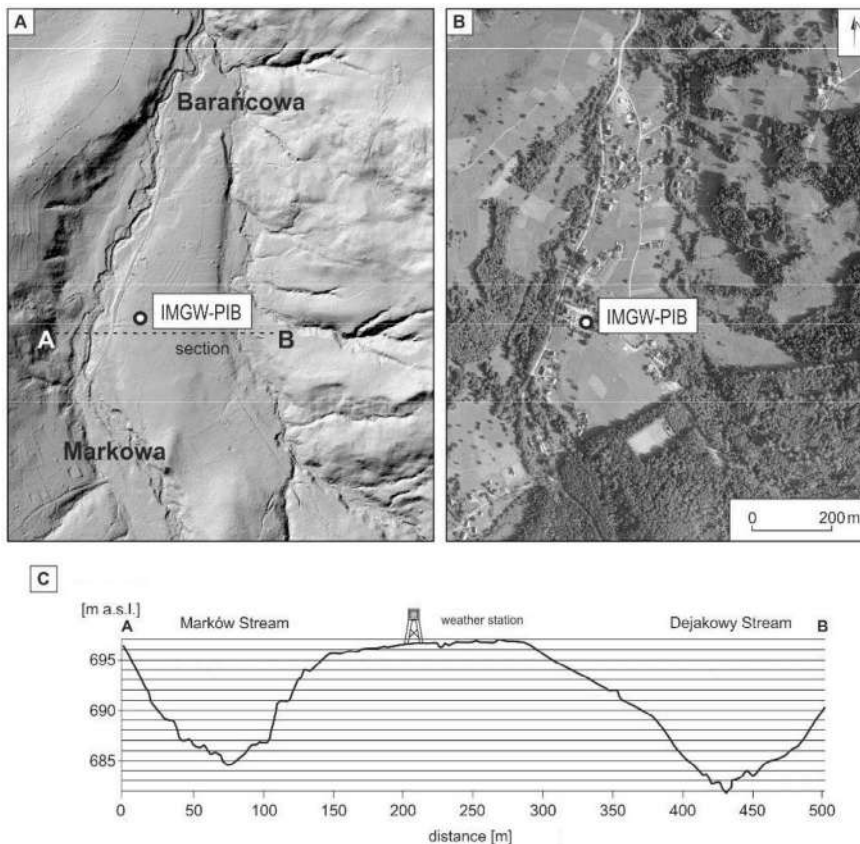 A
Barańcowa
IMGW-PIB
A
B
section
Markowa
B
N
IMGW-PIB
0 200 m
C
[m a.s.l.]
A
Marków Stream
weather station
Dejakowy Stream
B
695
690
685
0 50 100 150 200 250 300 350 400 450 500
distance [m]